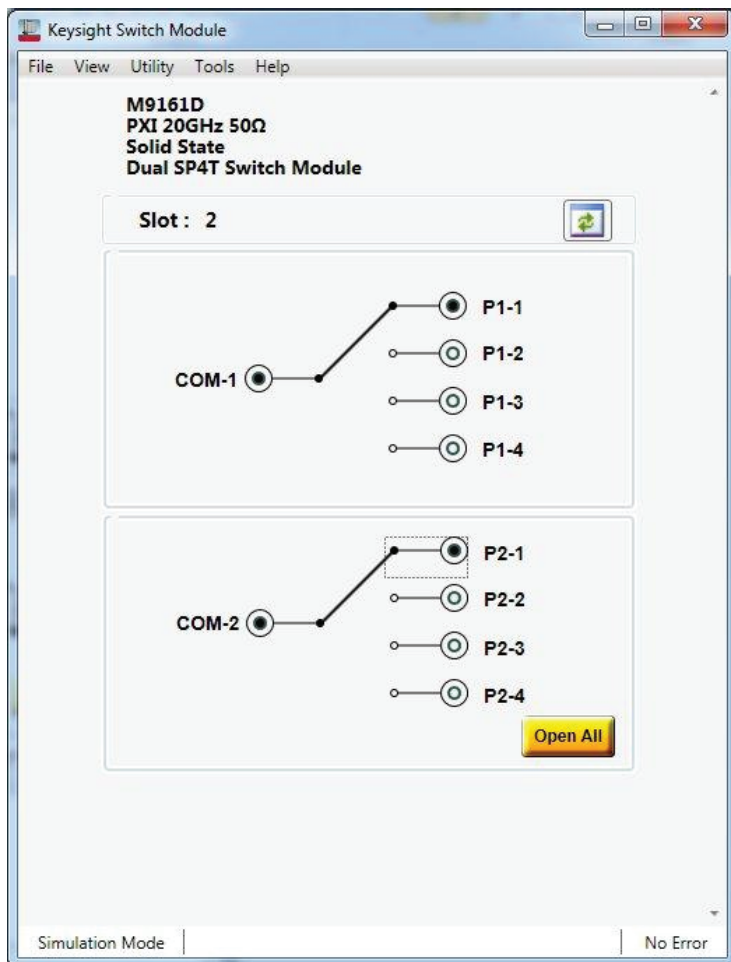 Keysight Switch Module
File View Utility Tools Help
M9161D
PXI 20GHz 50Ω
Solid State
Dual SP4T Switch Module
Slot : 2
P1-1
P1-2
COM-1
P1-3
P1-4
P2-1
P2-2
COM-2
P2-3
P2-4
Open All
Simulation Mode
No Error